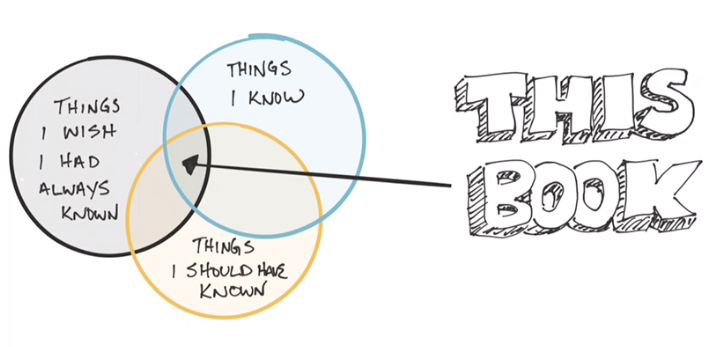 THINGS
I WISH
I HAD
ALWAYS
KNOWN
THINGS
I KNOW
THINGS
I SHOULD HAVE
KNOWN
THIS
BOOK